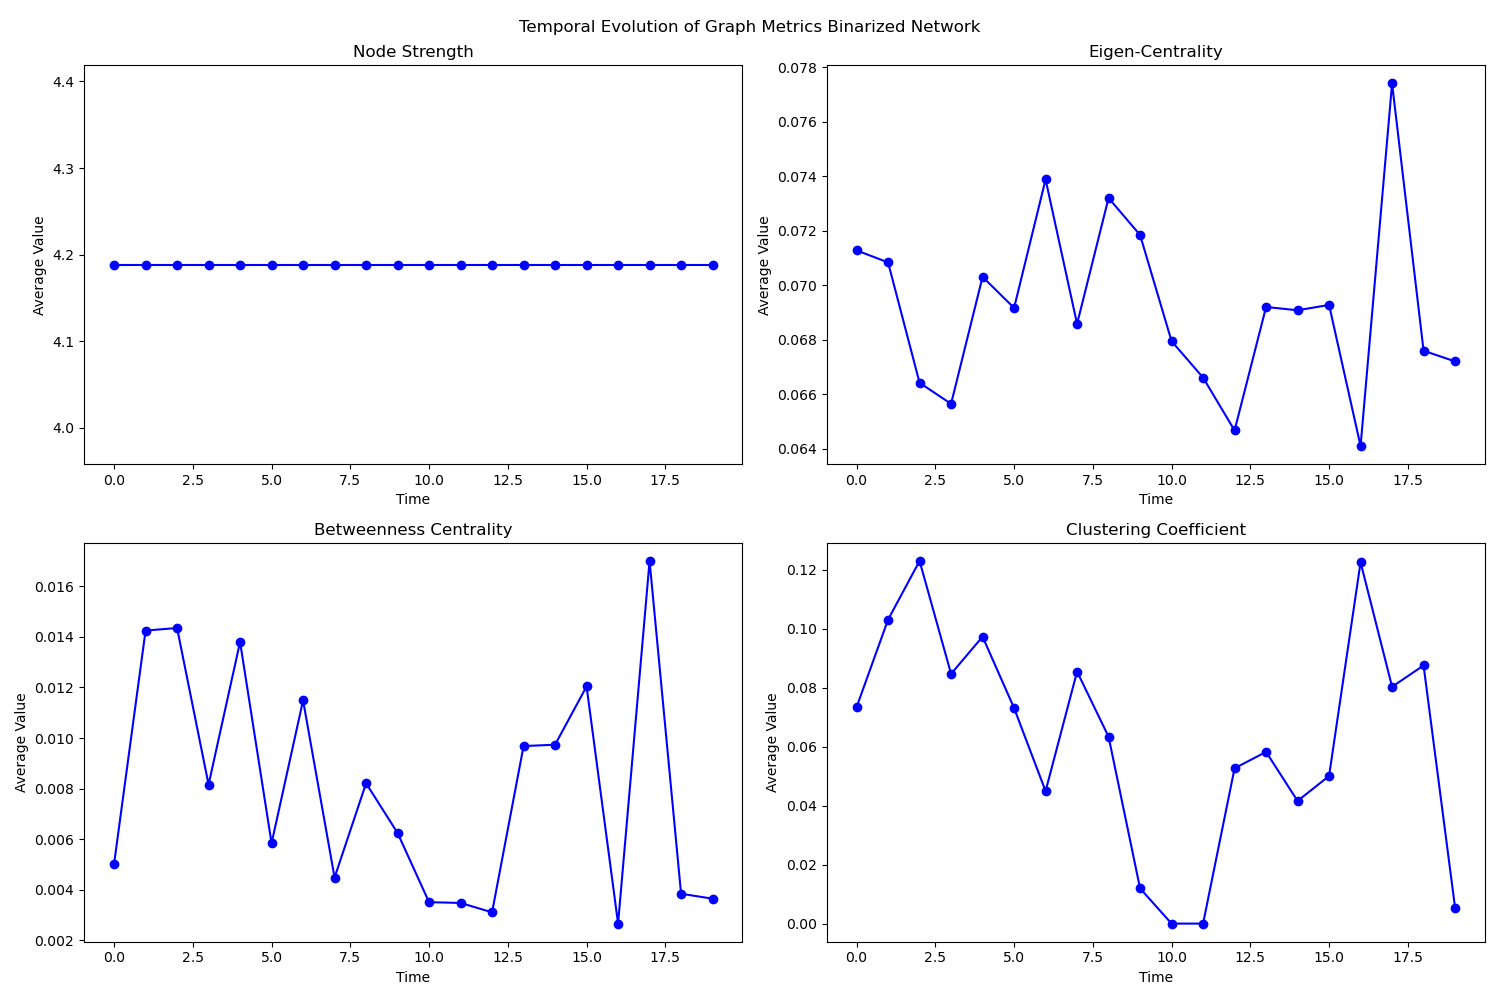 Temporal Evolution of Graph Metrics Binarized Network
Node Strength
4.4
4.3
4.2
4.1
4.0
Average Value
0.0 2.5 5.0 7.5 10.0 12.5 15.0 17.5
Time
Eigen-Centrality
0.078
0.076
0.074
0.072
0.070
0.068
0.066
0.064
Average Value
0.0 2.5 5.0 7.5 10.0 12.5 15.0 17.5
Time
Betweenness Centrality
0.016
0.014
0.012
0.010
0.008
0.006
0.004
0.002
Average Value
0.0 2.5 5.0 7.5 10.0 12.5 15.0 17.5
Time
Clustering Coefficient
0.12
0.10
0.08
0.06
0.04
0.02
0.00
Average Value
0.0 2.5 5.0 7.5 10.0 12.5 15.0 17.5
Time